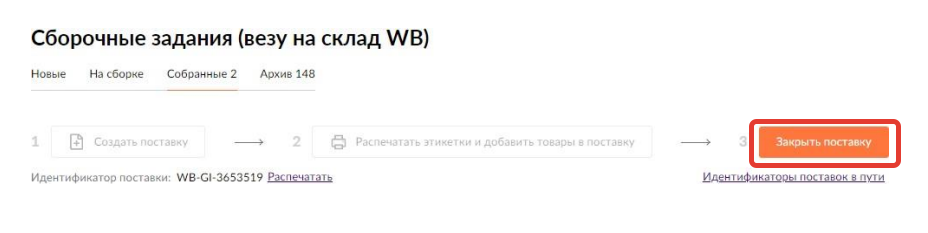 Сборочные задания (везу на склад WB)
Новые На сборке Собранные 2 Архив 148
1 Создать поставку 2 Распечатать этикетки и добавить товары в поставку 3 Закрыть поставку
Идентификатор поставки: WB-GI-3653519 Распечатать Идентификаторы поставок в пути